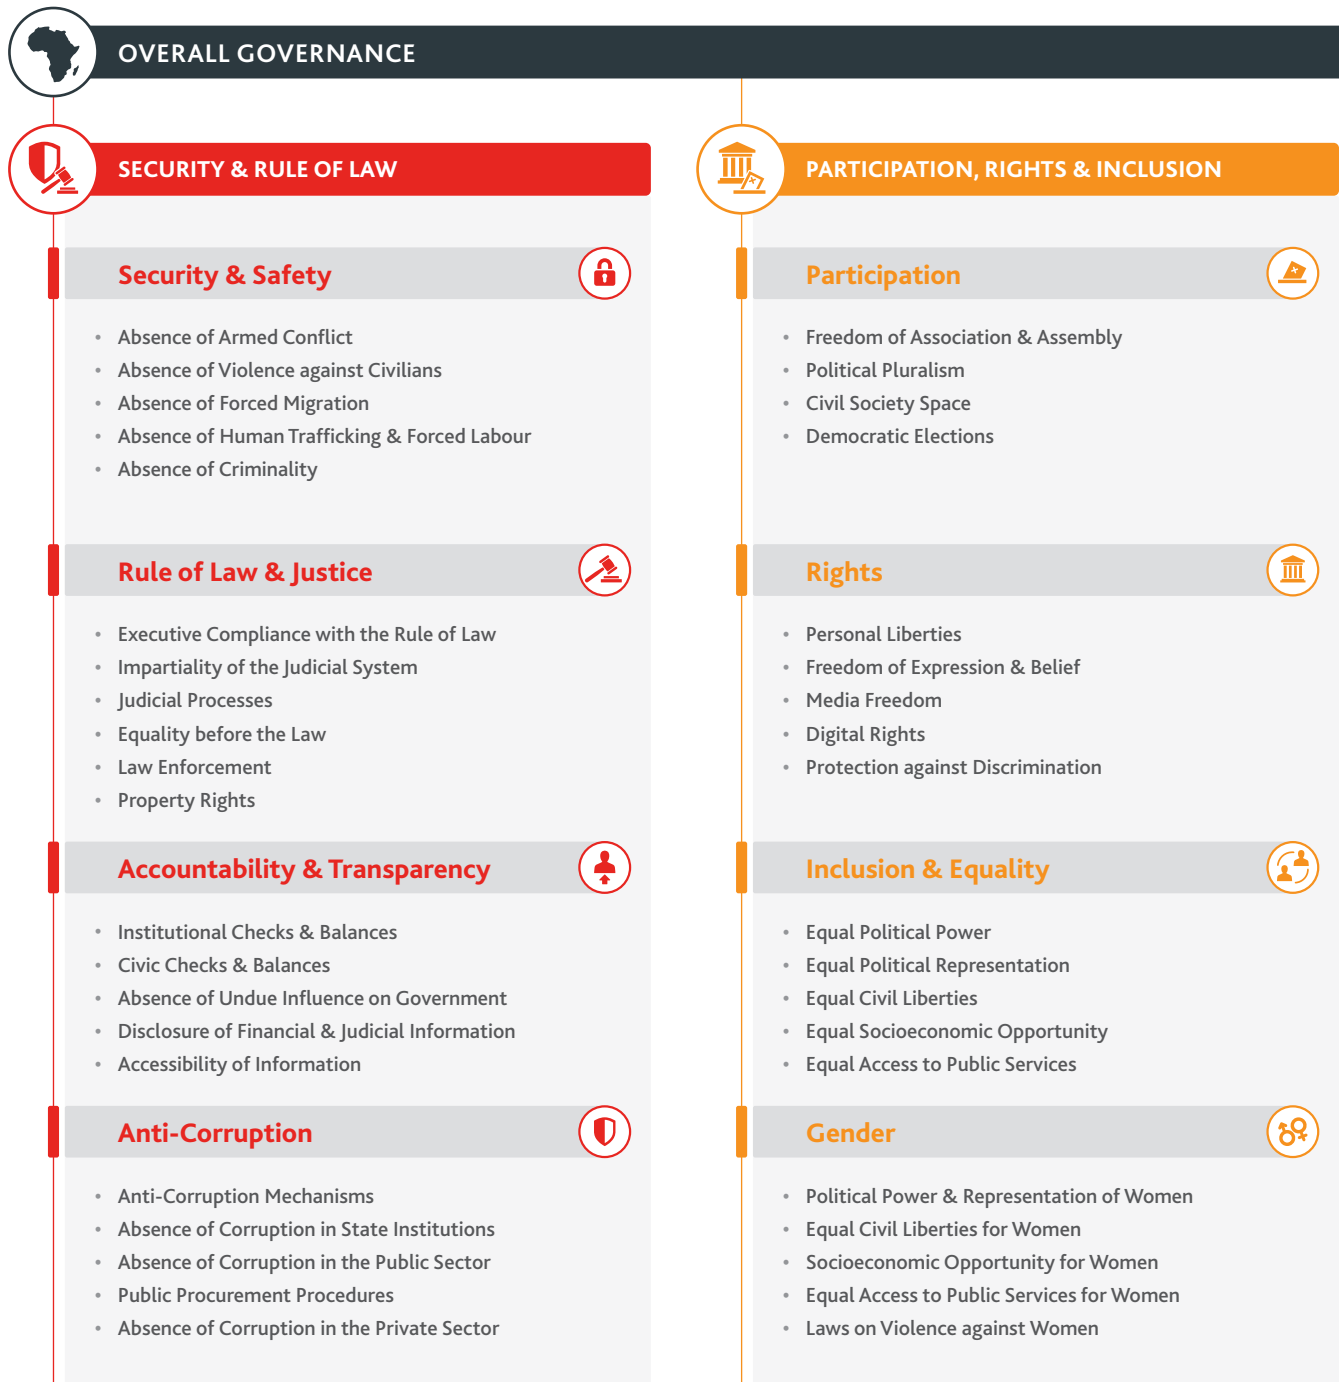 OVERALL GOVERNANCE
SECURITY & RULE OF LAW
Security & Safety
• Absence of Armed Conflict
• Absence of Violence against Civilians
• Absence of Forced Migration
• Absence of Human Trafficking & Forced Labour
• Absence of Criminality
Rule of Law & Justice
• Executive Compliance with the Rule of Law
• Impartiality of the Judicial System
• Judicial Processes
• Equality before the Law
• Law Enforcement
• Property Rights
Accountability & Transparency
• Institutional Checks & Balances
• Civic Checks & Balances
• Absence of Undue Influence on Government
• Disclosure of Financial & Judicial Information
• Accessibility of Information
Anti-Corruption
• Anti-Corruption Mechanisms
• Absence of Corruption in State Institutions
• Absence of Corruption in the Public Sector
• Public Procurement Procedures
• Absence of Corruption in the Private Sector
PARTICIPATION, RIGHTS & INCLUSION
Participation
• Freedom of Association & Assembly
• Political Pluralism
• Civil Society Space
• Democratic Elections
Rights
• Personal Liberties
• Freedom of Expression & Belief
• Media Freedom
• Digital Rights
• Protection against Discrimination
Inclusion & Equality
• Equal Political Power
• Equal Political Representation
• Equal Civil Liberties
• Equal Socioeconomic Opportunity
• Equal Access to Public Services
Gender
• Political Power & Representation of Women
• Equal Civil Liberties for Women
• Socioeconomic Opportunity for Women
• Equal Access to Public Services for Women
• Laws on Violence against Women